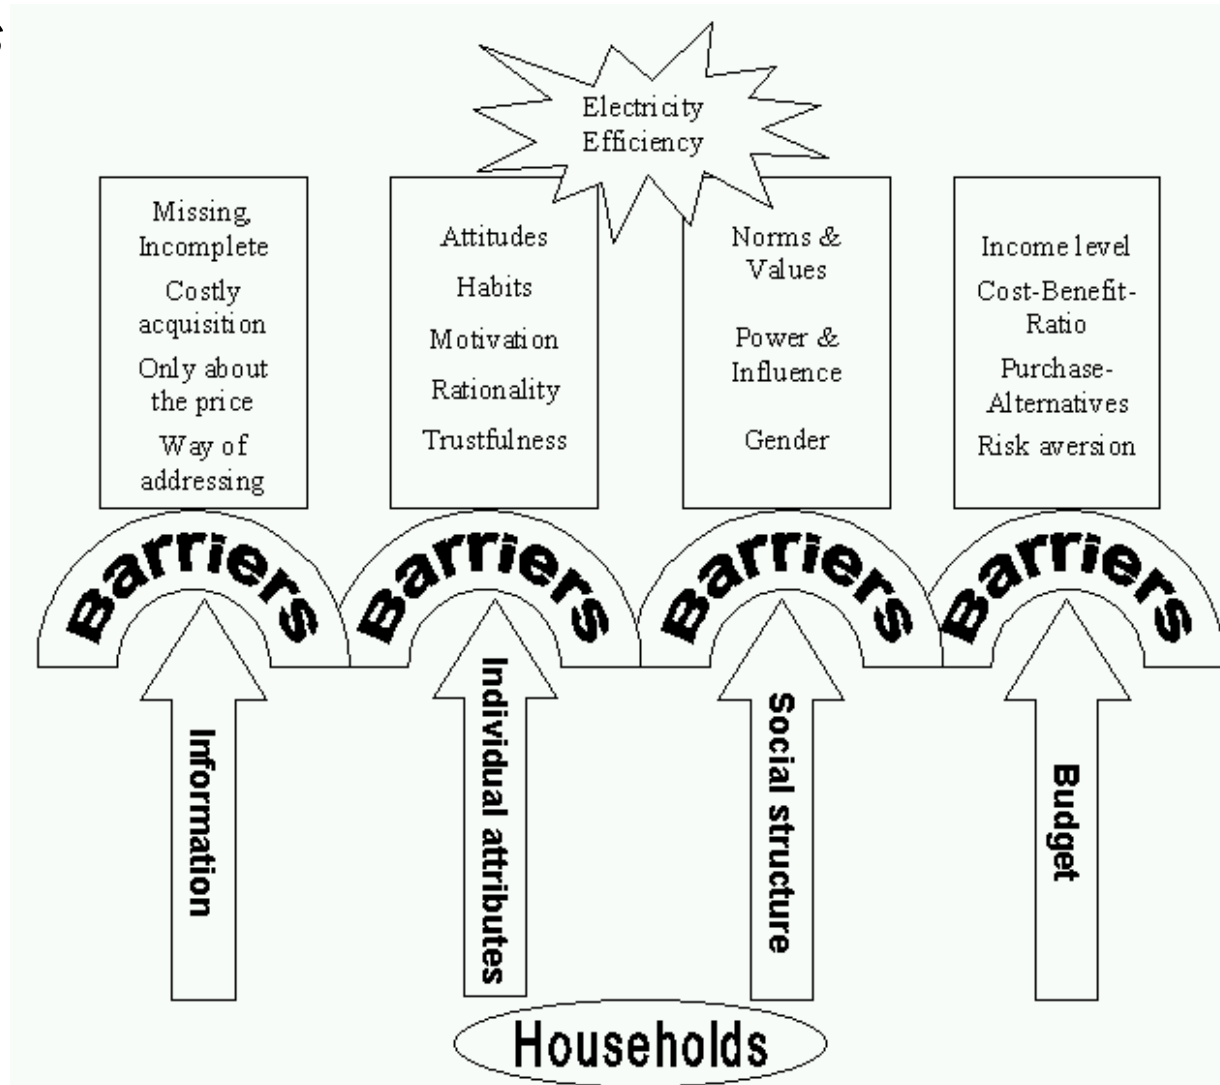 Electricity
Efficiency
Missing,
Incomplete
Costly
acquisition
Only about
the price
Way of
addressing
Attitudes
Habits
Motivation
Rationality
Trustfulness
Norms &
Values
Power &
Influence
Gender
Income level
Cost-Benefit-
Ratio
Purchase-
Alternatives
Risk aversion
Barriers
Barriers
Barriers
Barriers
Information
Individual attributes
Social structure
Budget
Households